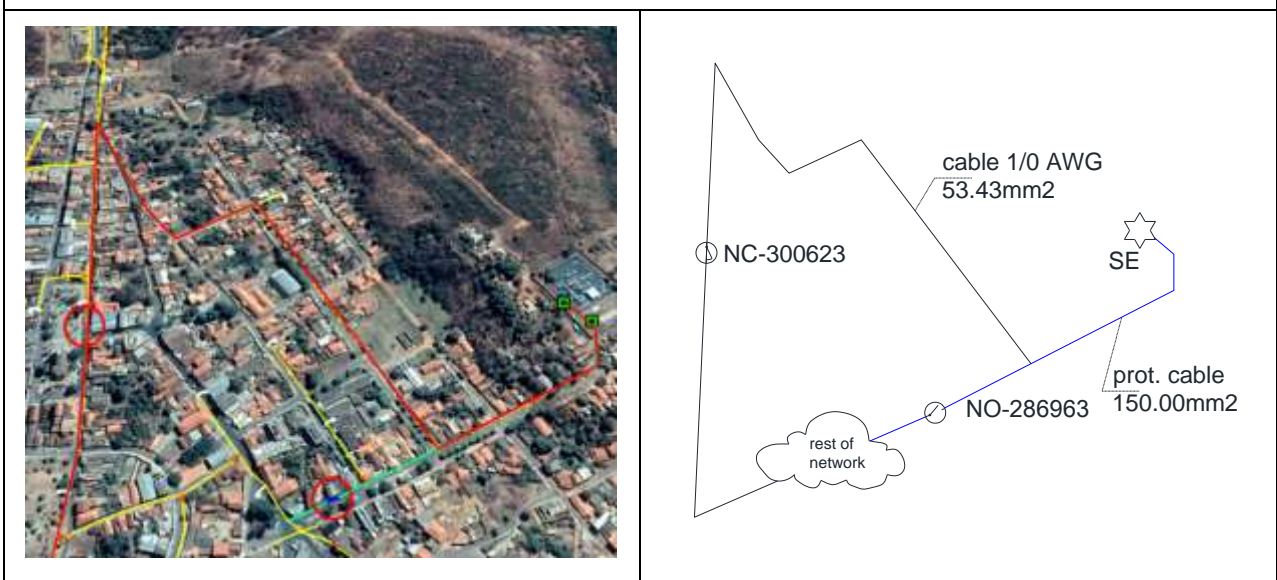 cable 1/0 AWG
53.43mm2
NC-300623
SE
prot. cable
150.00mm2
NO-286963
rest of
network